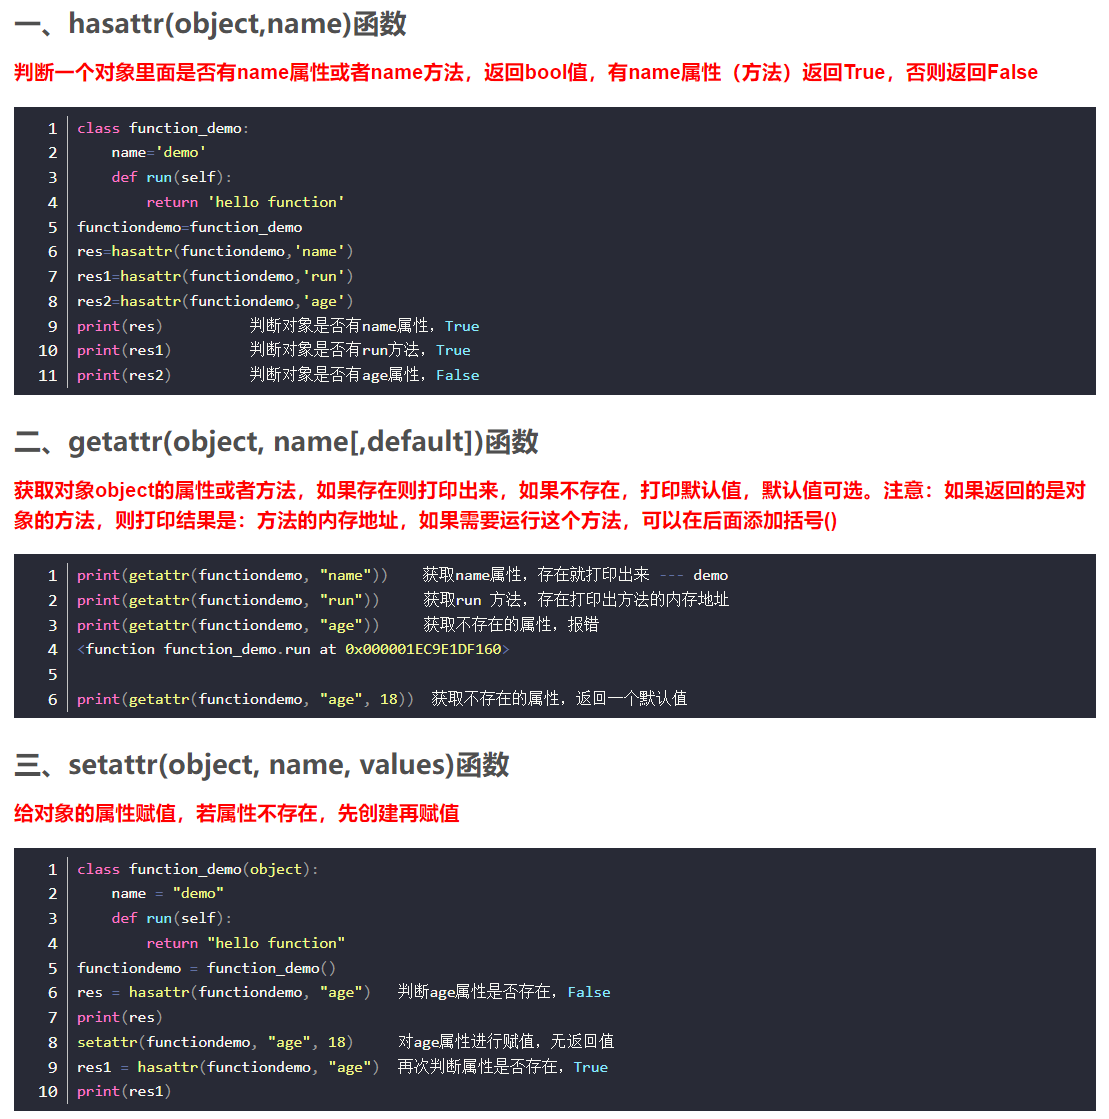 一、hasattr(object,name)函数
判断一个对象里面是否有name属性或者name方法，返回bool值，有name属性（方法）返回True，否则返回False
1 class function_demo:
2     name='demo'
3     def run(self):
4         return 'hello function'
5 functiondemo=function_demo
6 res=hasattr(functiondemo,'name')
7 res1=hasattr(functiondemo,'run')
8 res2=hasattr(functiondemo,'age')
9 print(res)          判断对象是否有name属性，True
10 print(res1)         判断对象是否有run方法，True
11 print(res2)         判断对象是否有age属性，False
二、getattr(object, name[,default])函数
获取对象object的属性或者方法，如果存在则打印出来，如果不存在，打印默认值，默认值可选。注意：如果返回的是对
象的方法，则打印结果是：方法的内存地址，如果需要运行这个方法，可以在后面添加括号()
1 print(getattr(functiondemo, "name"))    获取name属性，存在就打印出来 --- demo
2 print(getattr(functiondemo, "run"))     获取run 方法，存在打印出方法的内存地址
3 print(getattr(functiondemo, "age"))     获取不存在的属性，报错
4 <function function_demo.run at 0x000001EC9E1DF160>
5
6 print(getattr(functiondemo, "age", 18))  获取不存在的属性，返回一个默认值
三、setattr(object, name, values)函数
给对象的属性赋值，若属性不存在，先创建再赋值
1 class function_demo(object):
2     name = "demo"
3     def run(self):
4         return "hello function"
5 functiondemo = function_demo()
6 res = hasattr(functiondemo, "age")   判断age属性是否存在，False
7 print(res)
8 setattr(functiondemo, "age", 18)     对age属性进行赋值，无返回值
9 res1 = hasattr(functiondemo, "age")  再次判断属性是否存在，True
10 print(res1)